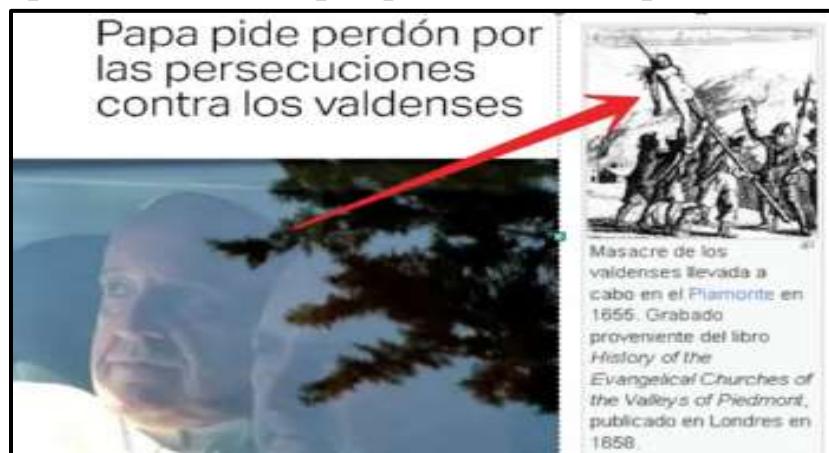 Papa pide perdón por
las persecuciones
contra los valdenses
Masacre de los
valdenses llevada a
cabo en el Piamonte en
1655. Grabado
proveniente del libro
History of the
Evangelical Churches of
the Valleys of Piedmont,
publicado en Londres en
1658.